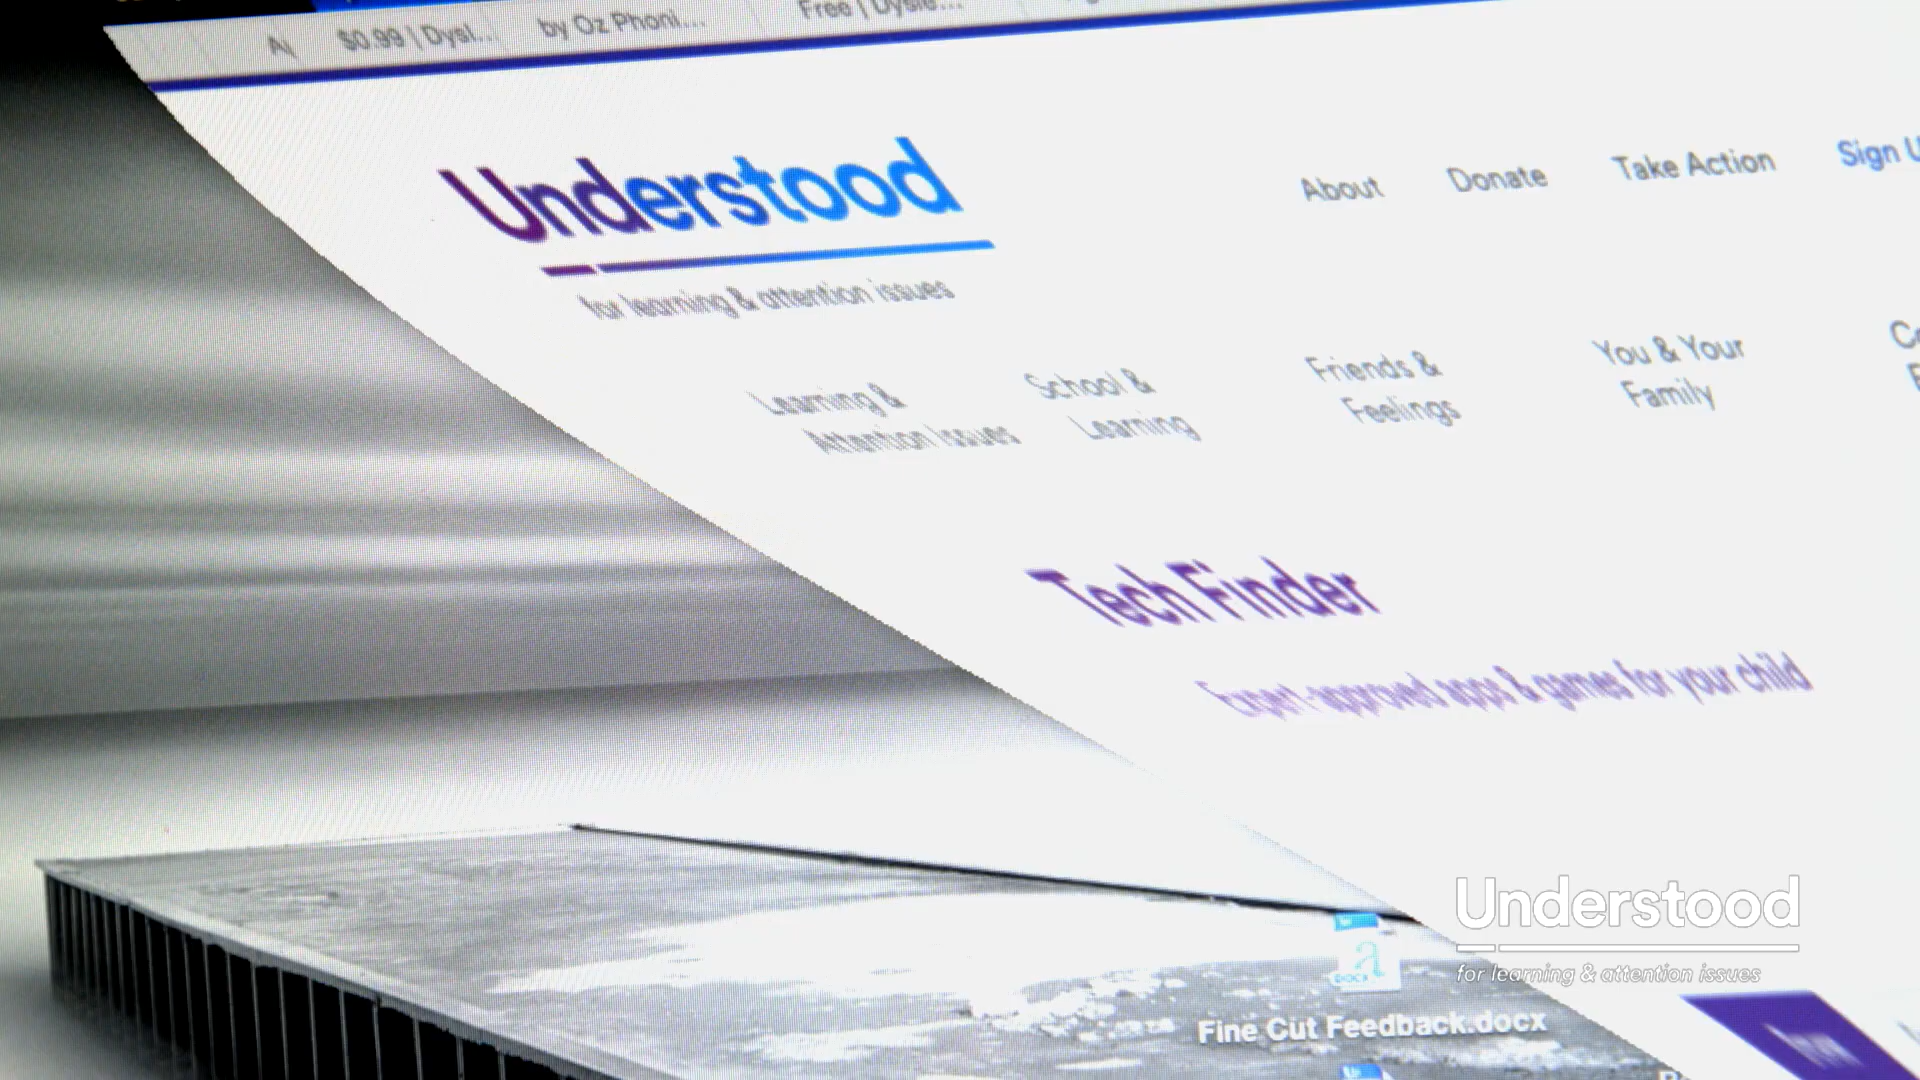 $0.99 | Dysl...
by Oz Phoni...
Free | Dysle...
Understood
for learning & attention issues
About Donate Take Action Sign U
Learning &
Attention Issues
School &
Learning
Friends &
Feelings
You & Your
Family
Tech Finder
Expert-approved apps & games for your child
Understood
for learning & attention issues
DOCX
Fine Cut Feedback.docx